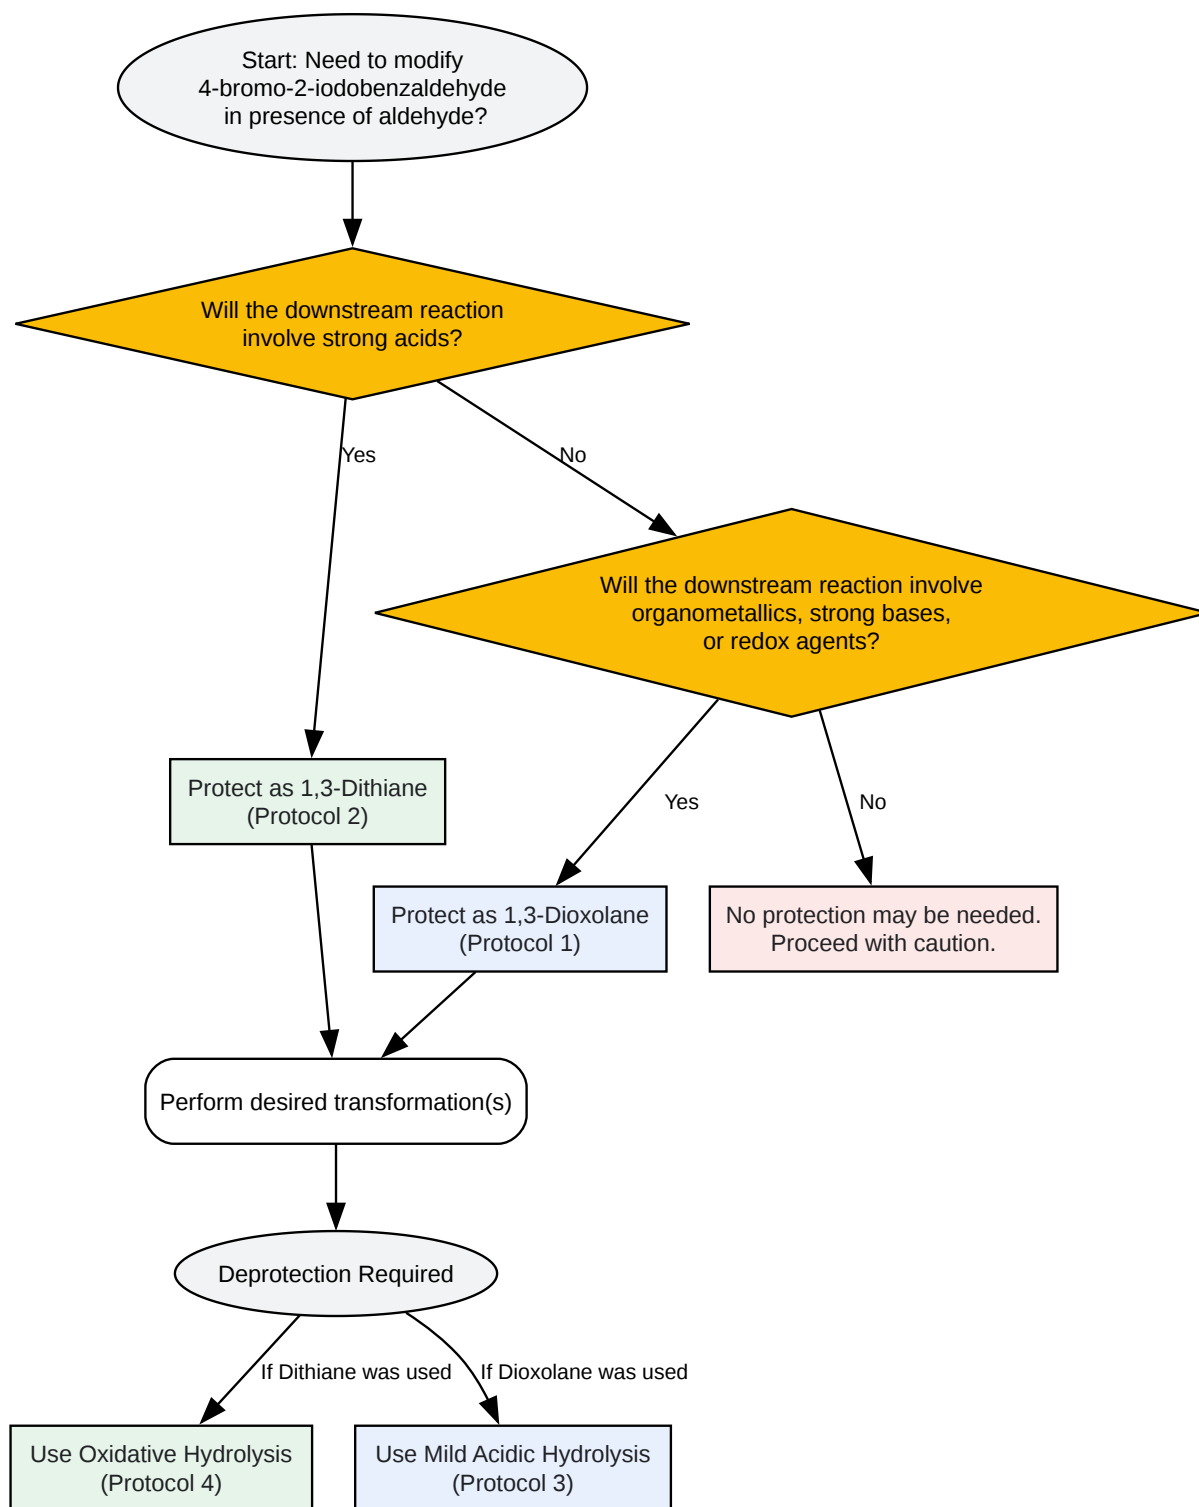 Start: Need to modify
4-bromo-2-iodobenzaldehyde
in presence of aldehyde?
Will the downstream reaction
involve strong acids?
Yes
No
Will the downstream reaction involve
organometallics, strong bases,
or redox agents?
Protect as 1,3-Dithiane
(Protocol 2)
Yes
No
Protect as 1,3-Dioxolane
(Protocol 1)
No protection may be needed.
Proceed with caution.
Perform desired transformation(s)
Deprotection Required
If Dithiane was used
If Dioxolane was used
Use Oxidative Hydrolysis
(Protocol 4)
Use Mild Acidic Hydrolysis
(Protocol 3)